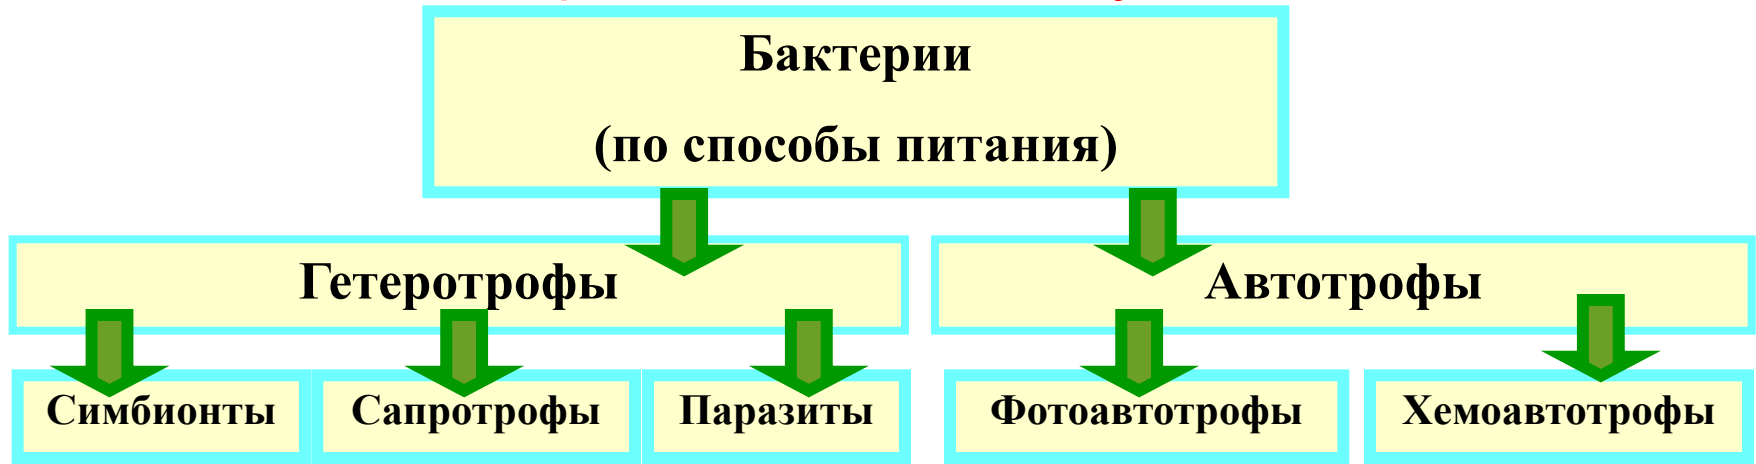 Бактерии
(по способы питания)
Гетеротрофы
Автотрофы
Симбионты
Сапротрофы
Паразиты
Фотоавтотрофы
Хемоавтотрофы